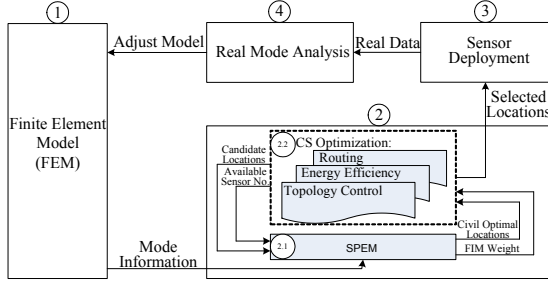 1
Finite Element
Model
(FEM)
Adjust Model
4
Real Mode Analysis
Real Data
3
Sensor
Deployment
Selected
Locations
2
2.2
CS Optimization:
Routing
Energy Efficiency
Topology Control
Candidate
Locations
Available
Sensor No.
Civil Optimal
Locations
FIM Weight
2.1
SPEM
Mode
Information